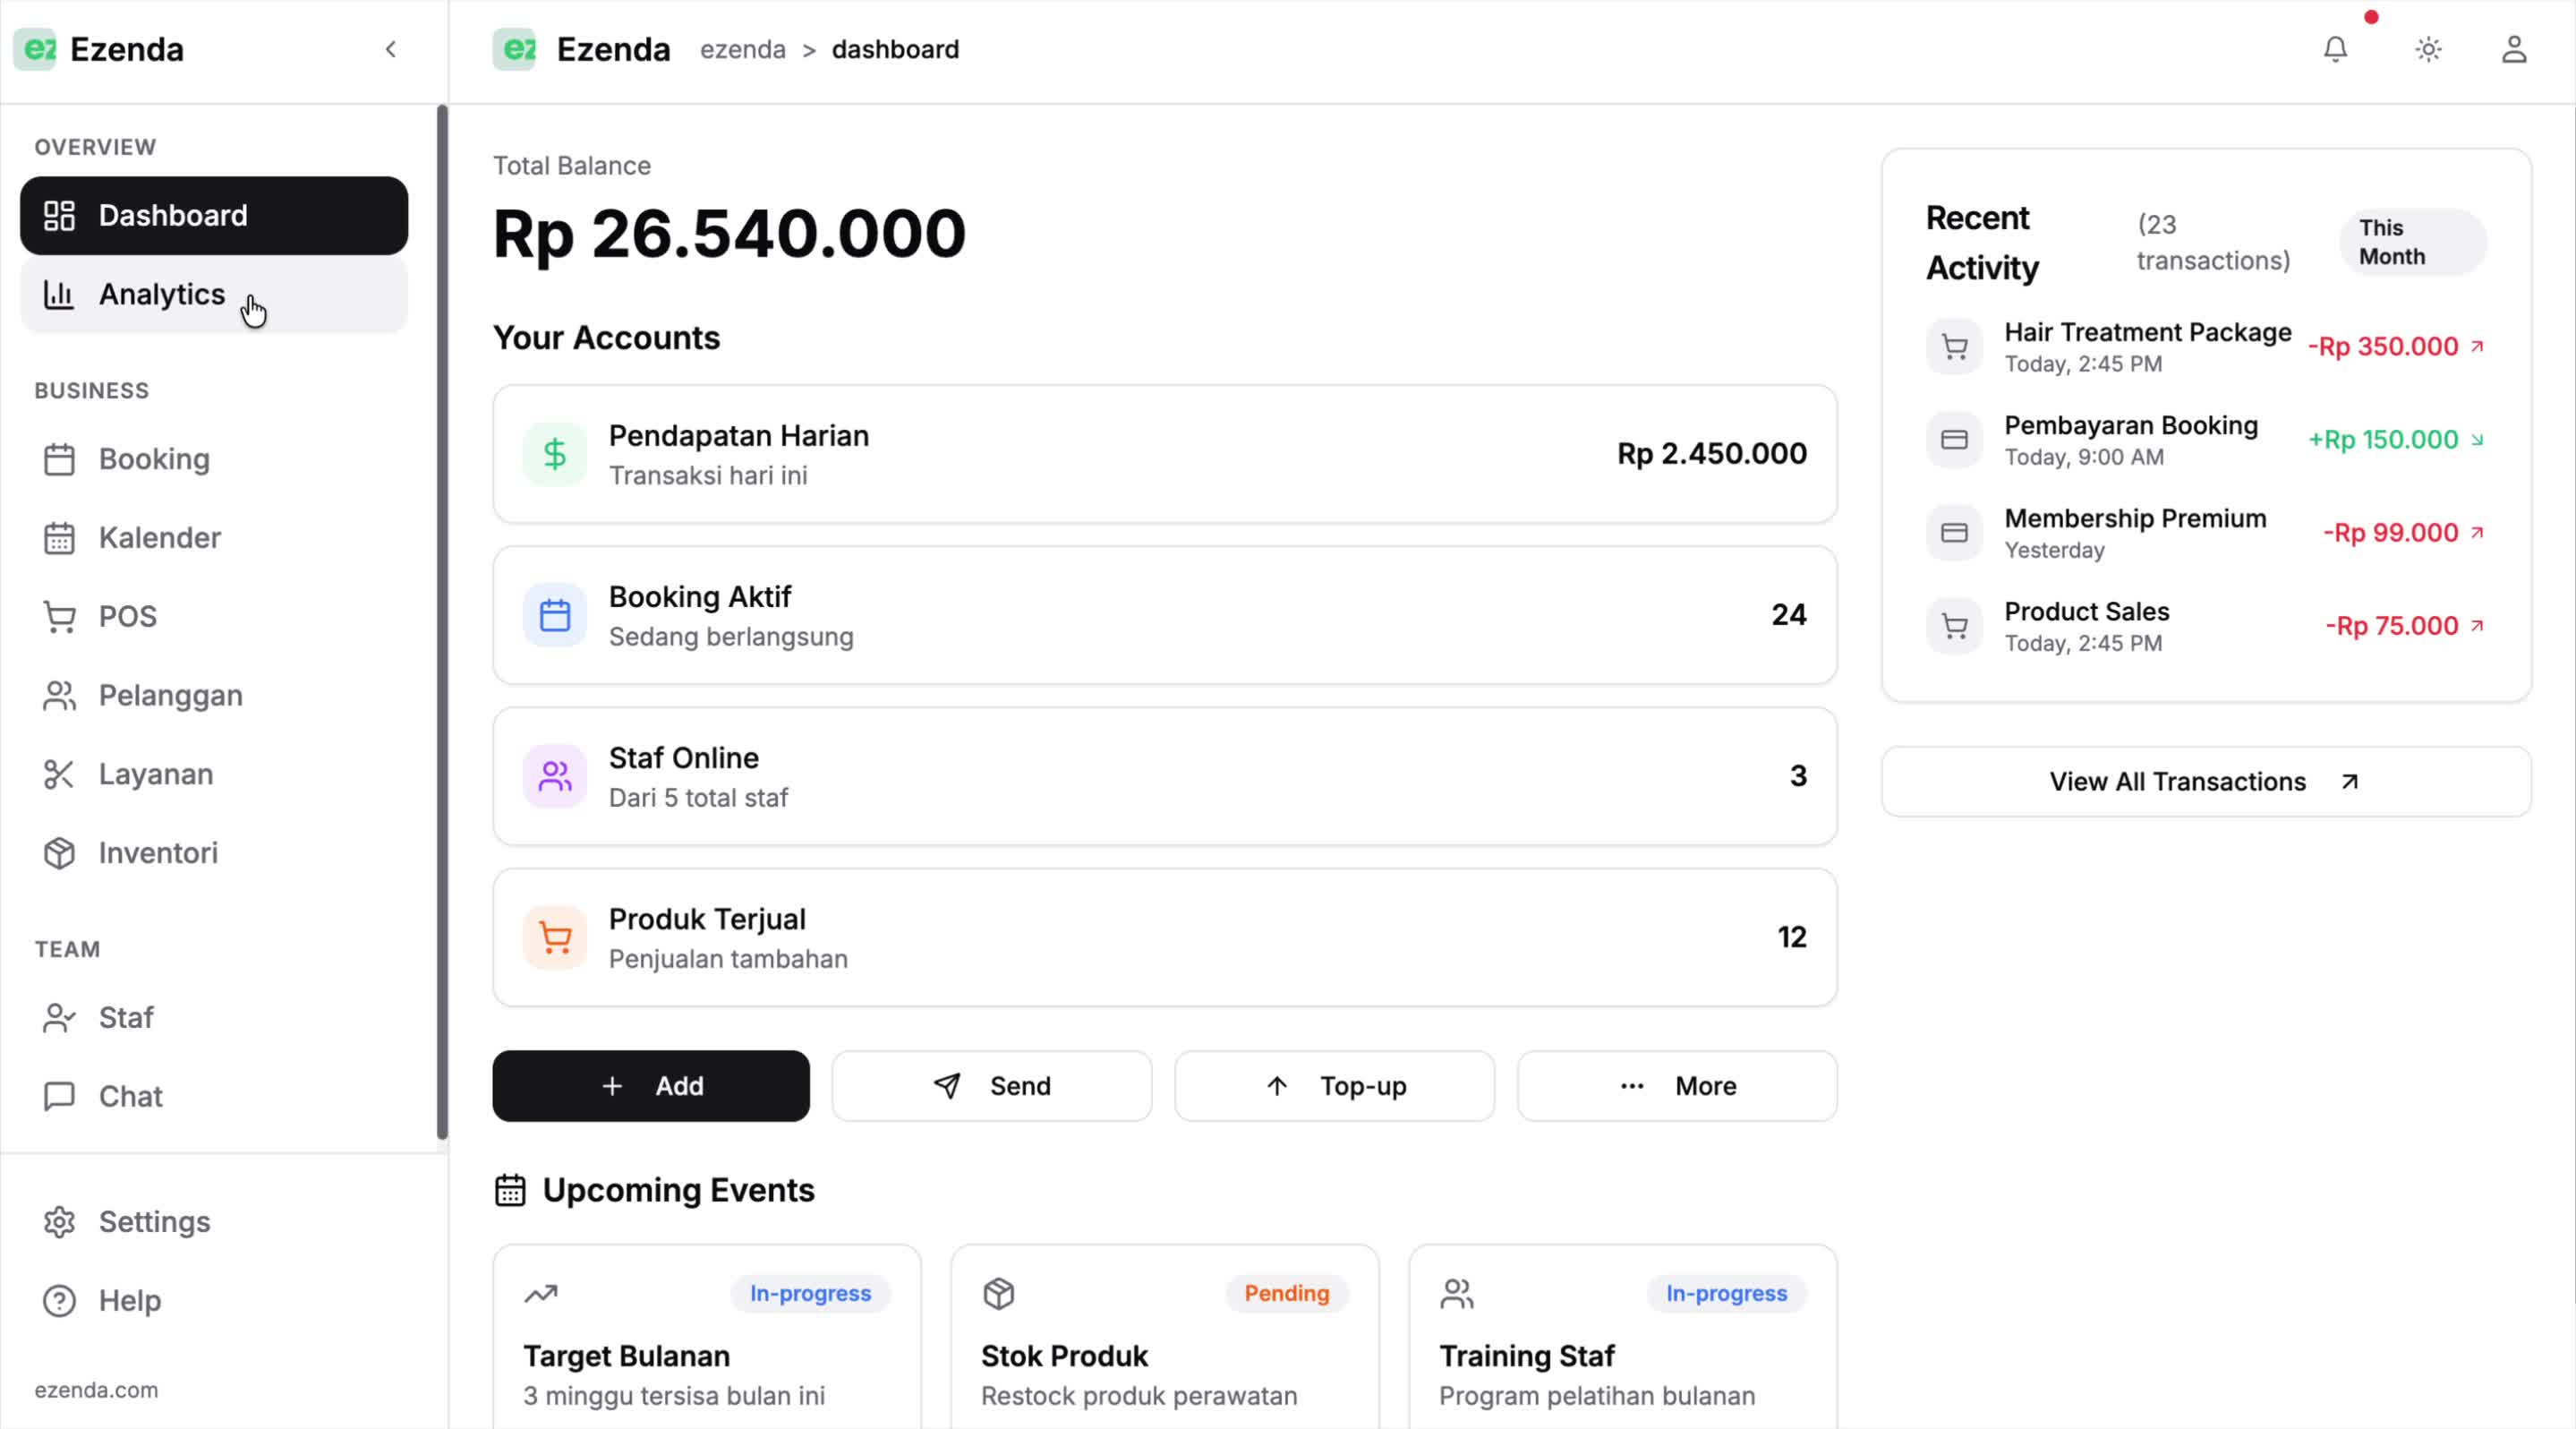 ez Ezenda
OVERVIEW
Dashboard
Analytics
BUSINESS
Booking
Kalender
POS
Pelanggan
Layanan
Inventori
TEAM
Staf
Chat
Settings
Help
ezenda.com
ez Ezenda ezenda > dashboard
Total Balance
Rp 26.540.000
Your Accounts
Pendapatan Harian
Transaksi hari ini
Rp 2.450.000
Booking Aktif
Sedang berlangsung
24
Staf Online
Dari 5 total staf
3
Produk Terjual
Penjualan tambahan
12
+ Add
Send
Top-up
More
Upcoming Events
In-progress
Target Bulanan
3 minggu tersisa bulan ini
Pending
Stok Produk
Restock produk perawatan
In-progress
Training Staf
Program pelatihan bulanan
Recent
Activity
(23
transactions)
This
Month
Hair Treatment Package
Today, 2:45 PM
-Rp 350.000
Pembayaran Booking
Today, 9:00 AM
+Rp 150.000
Membership Premium
Yesterday
-Rp 99.000
Product Sales
Today, 2:45 PM
-Rp 75.000
View All Transactions